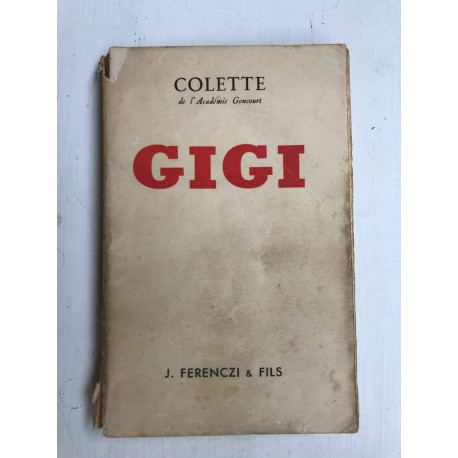 COLETTE
de l'Académie Goncourt
GIGI
J. FERENCZI & FILS